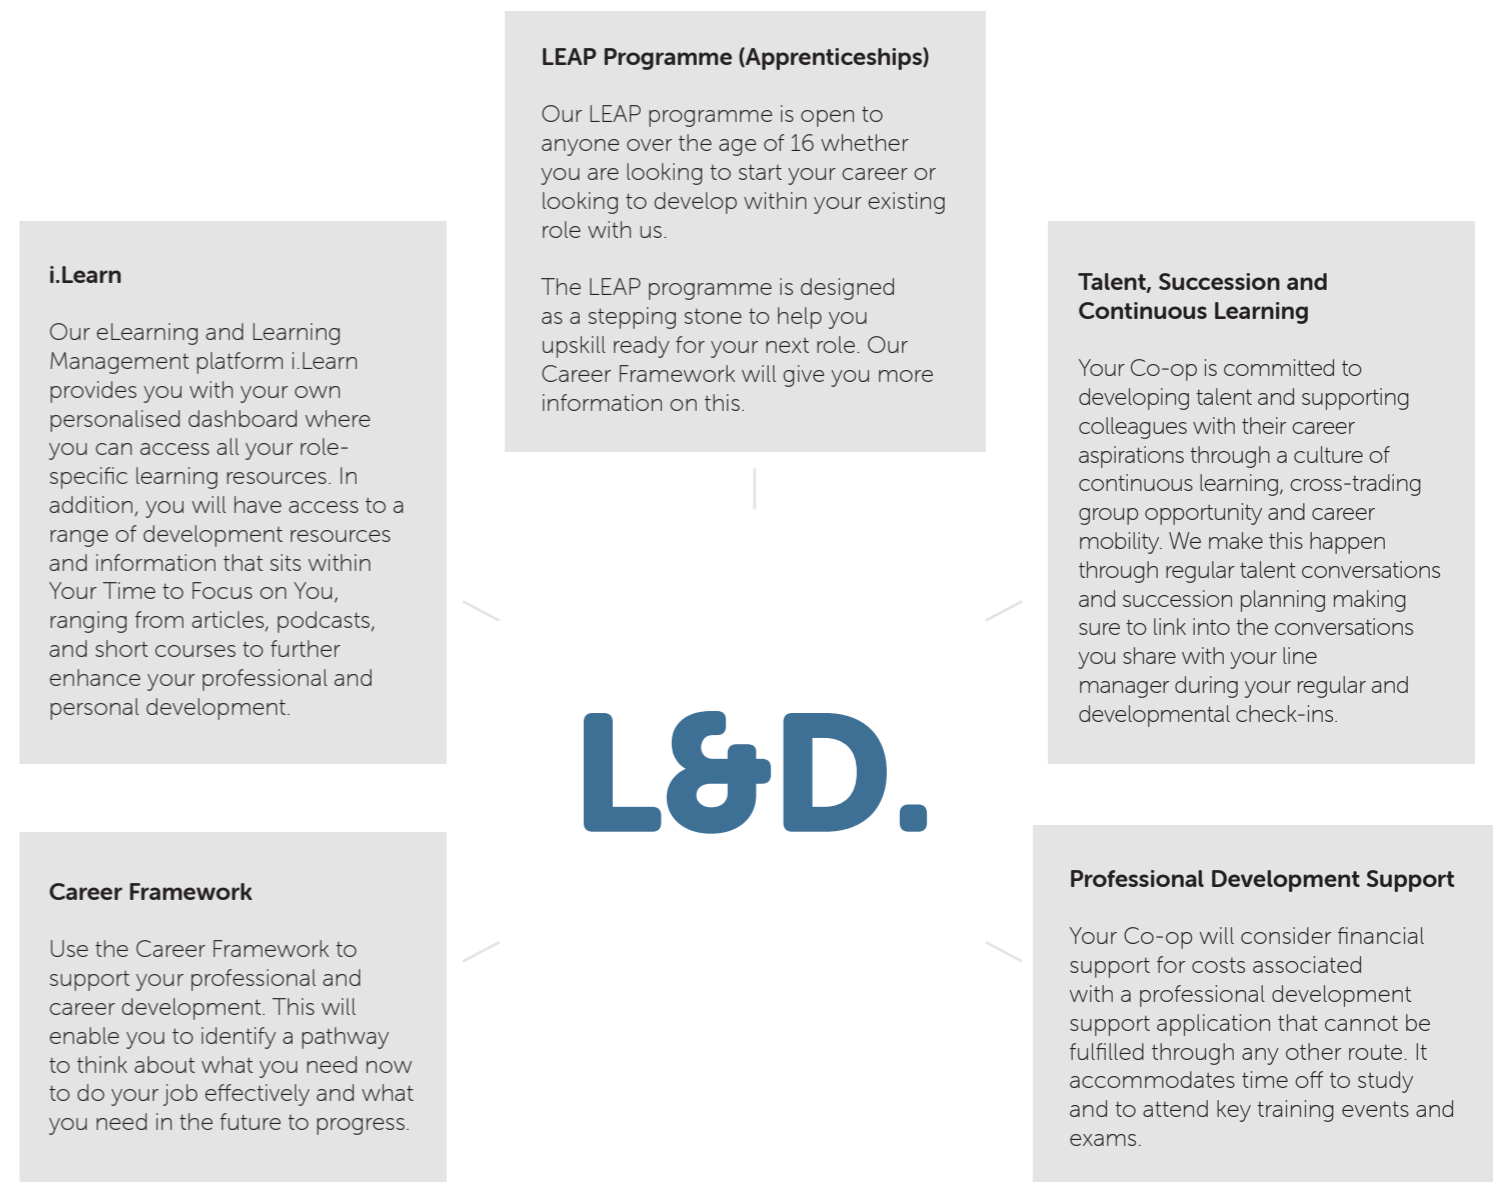 LEAP Programme (Apprenticeships)
Our LEAP programme is open to
anyone over the age of 16 whether
you are looking to start your career or
looking to develop within your existing
role with us.
The LEAP programme is designed
as a stepping stone to help you
upskill ready for your next role. Our
Career Framework will give you more
information on this.
i.Learn
Our eLearning and Learning
Management platform i.Learn
provides you with your own
personalised dashboard where
you can access all your role-
specific learning resources. In
addition, you will have access to a
range of development resources
and information that sits within
Your Time to Focus on You,
ranging from articles, podcasts,
and short courses to further
enhance your professional and
personal development.
Talent, Succession and
Continuous Learning
Your Co-op is committed to
developing talent and supporting
colleagues with their career
aspirations through a culture of
continuous learning, cross-trading
group opportunity and career
mobility. We make this happen
through regular talent conversations
and succession planning making
sure to link into the conversations
you share with your line
manager during your regular and
developmental check-ins.
L&D.
Career Framework
Use the Career Framework to
support your professional and
career development. This will
enable you to identify a pathway
to think about what you need now
to do your job effectively and what
you need in the future to progress.
Professional Development Support
Your Co-op will consider financial
support for costs associated
with a professional development
support application that cannot be
fulfilled through any other route. It
accommodates time off to study
and to attend key training events and
exams.